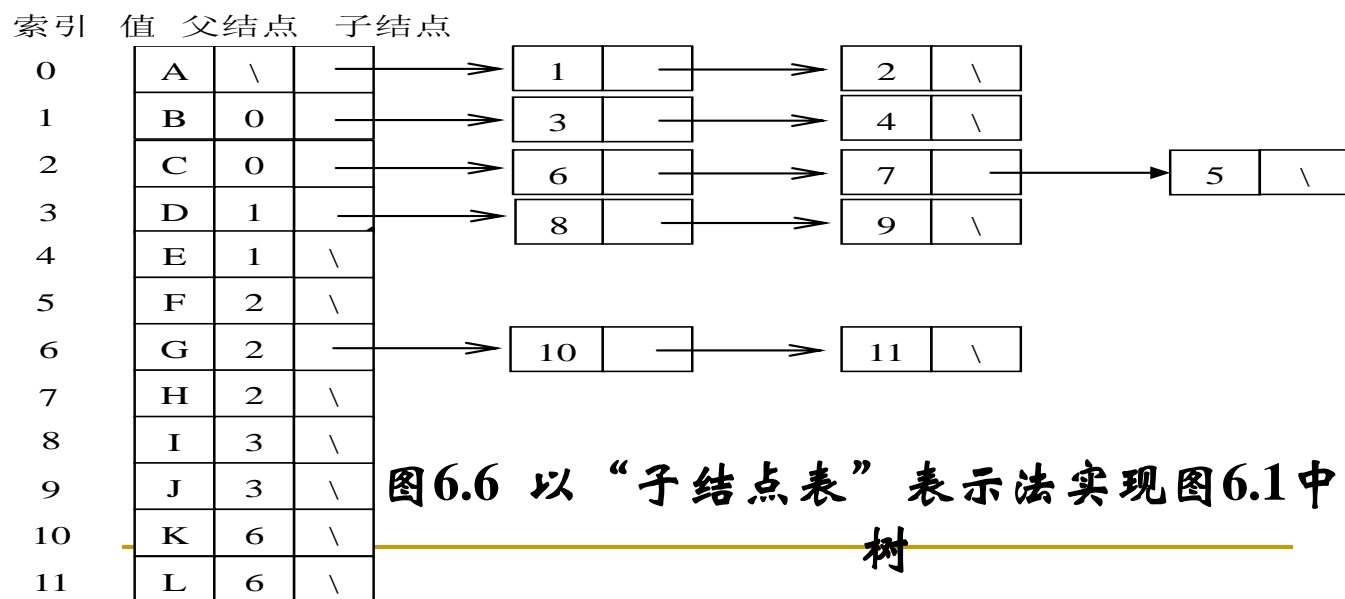 索引 值 父结点 子结点
0 A \ 1 2 \
1 B 0 3 4 \
2 C 0 6 7 5 \
3 D 1 8 9 \
4 E 1 \
5 F 2 \
6 G 2 10 11 \
7 H 2 \
8 I 3 \
9 J 3 \
10 K 6 \
11 L 6 \
图6.6 以“子结点表”表示法实现图6.1中
树